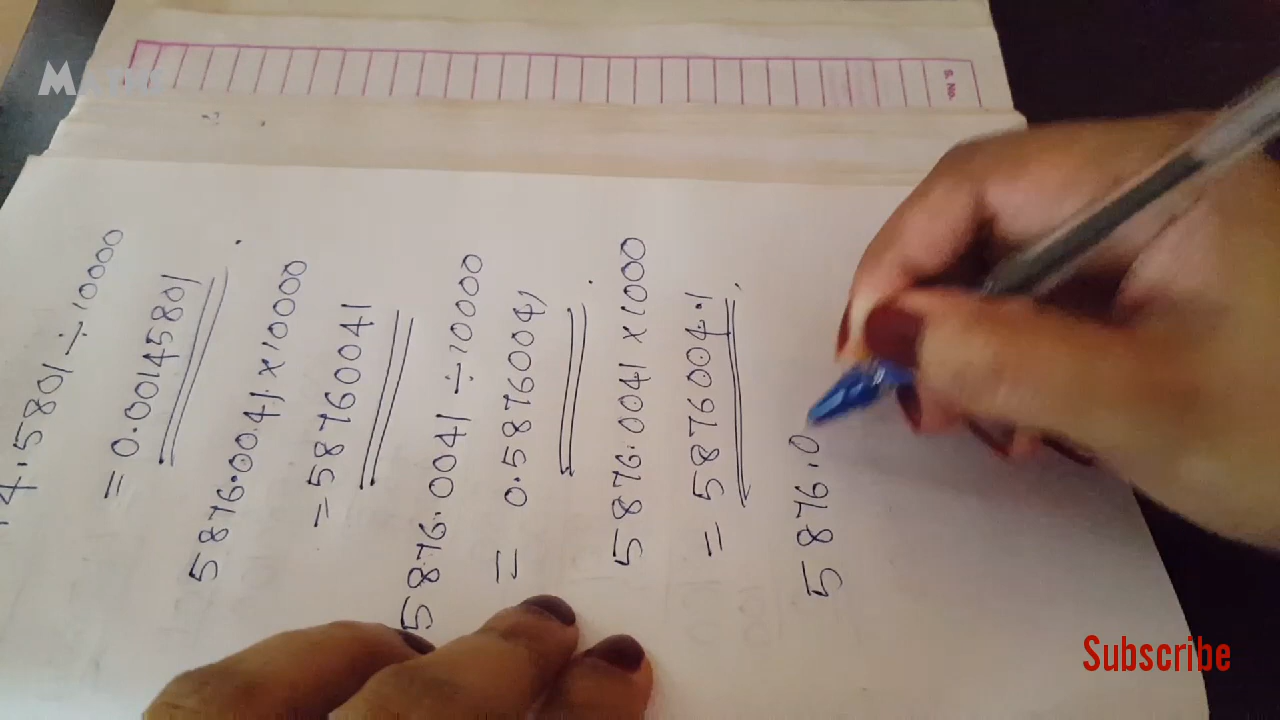 4.5801 ÷ 10000
= 0.00145801
5876.0041 × 10000
= 58760041
5876.0041 ÷ 10000
= 0.58760041
5876.0041 × 1000
= 5876004.1
5876.0
S. No.
Subscribe